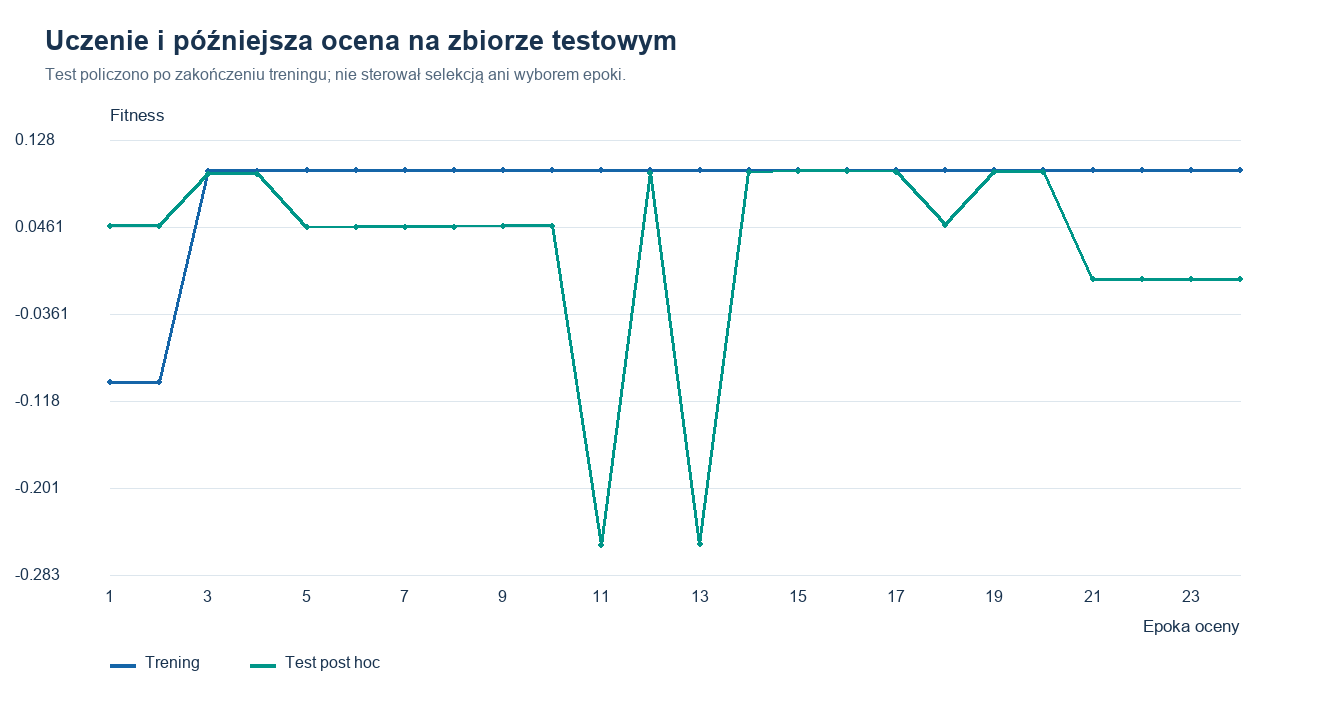 Uczenie i późniejsza ocena na zbiorze testowym
Test policzono po zakończeniu treningu; nie sterował selekcją ani wyborem epoki.
Fitness
0.128
0.0461
-0.0361
-0.118
-0.201
-0.283
1 3 5 7 9 11 13 15 17 19 21 23
Epoka oceny
Trening Test post hoc